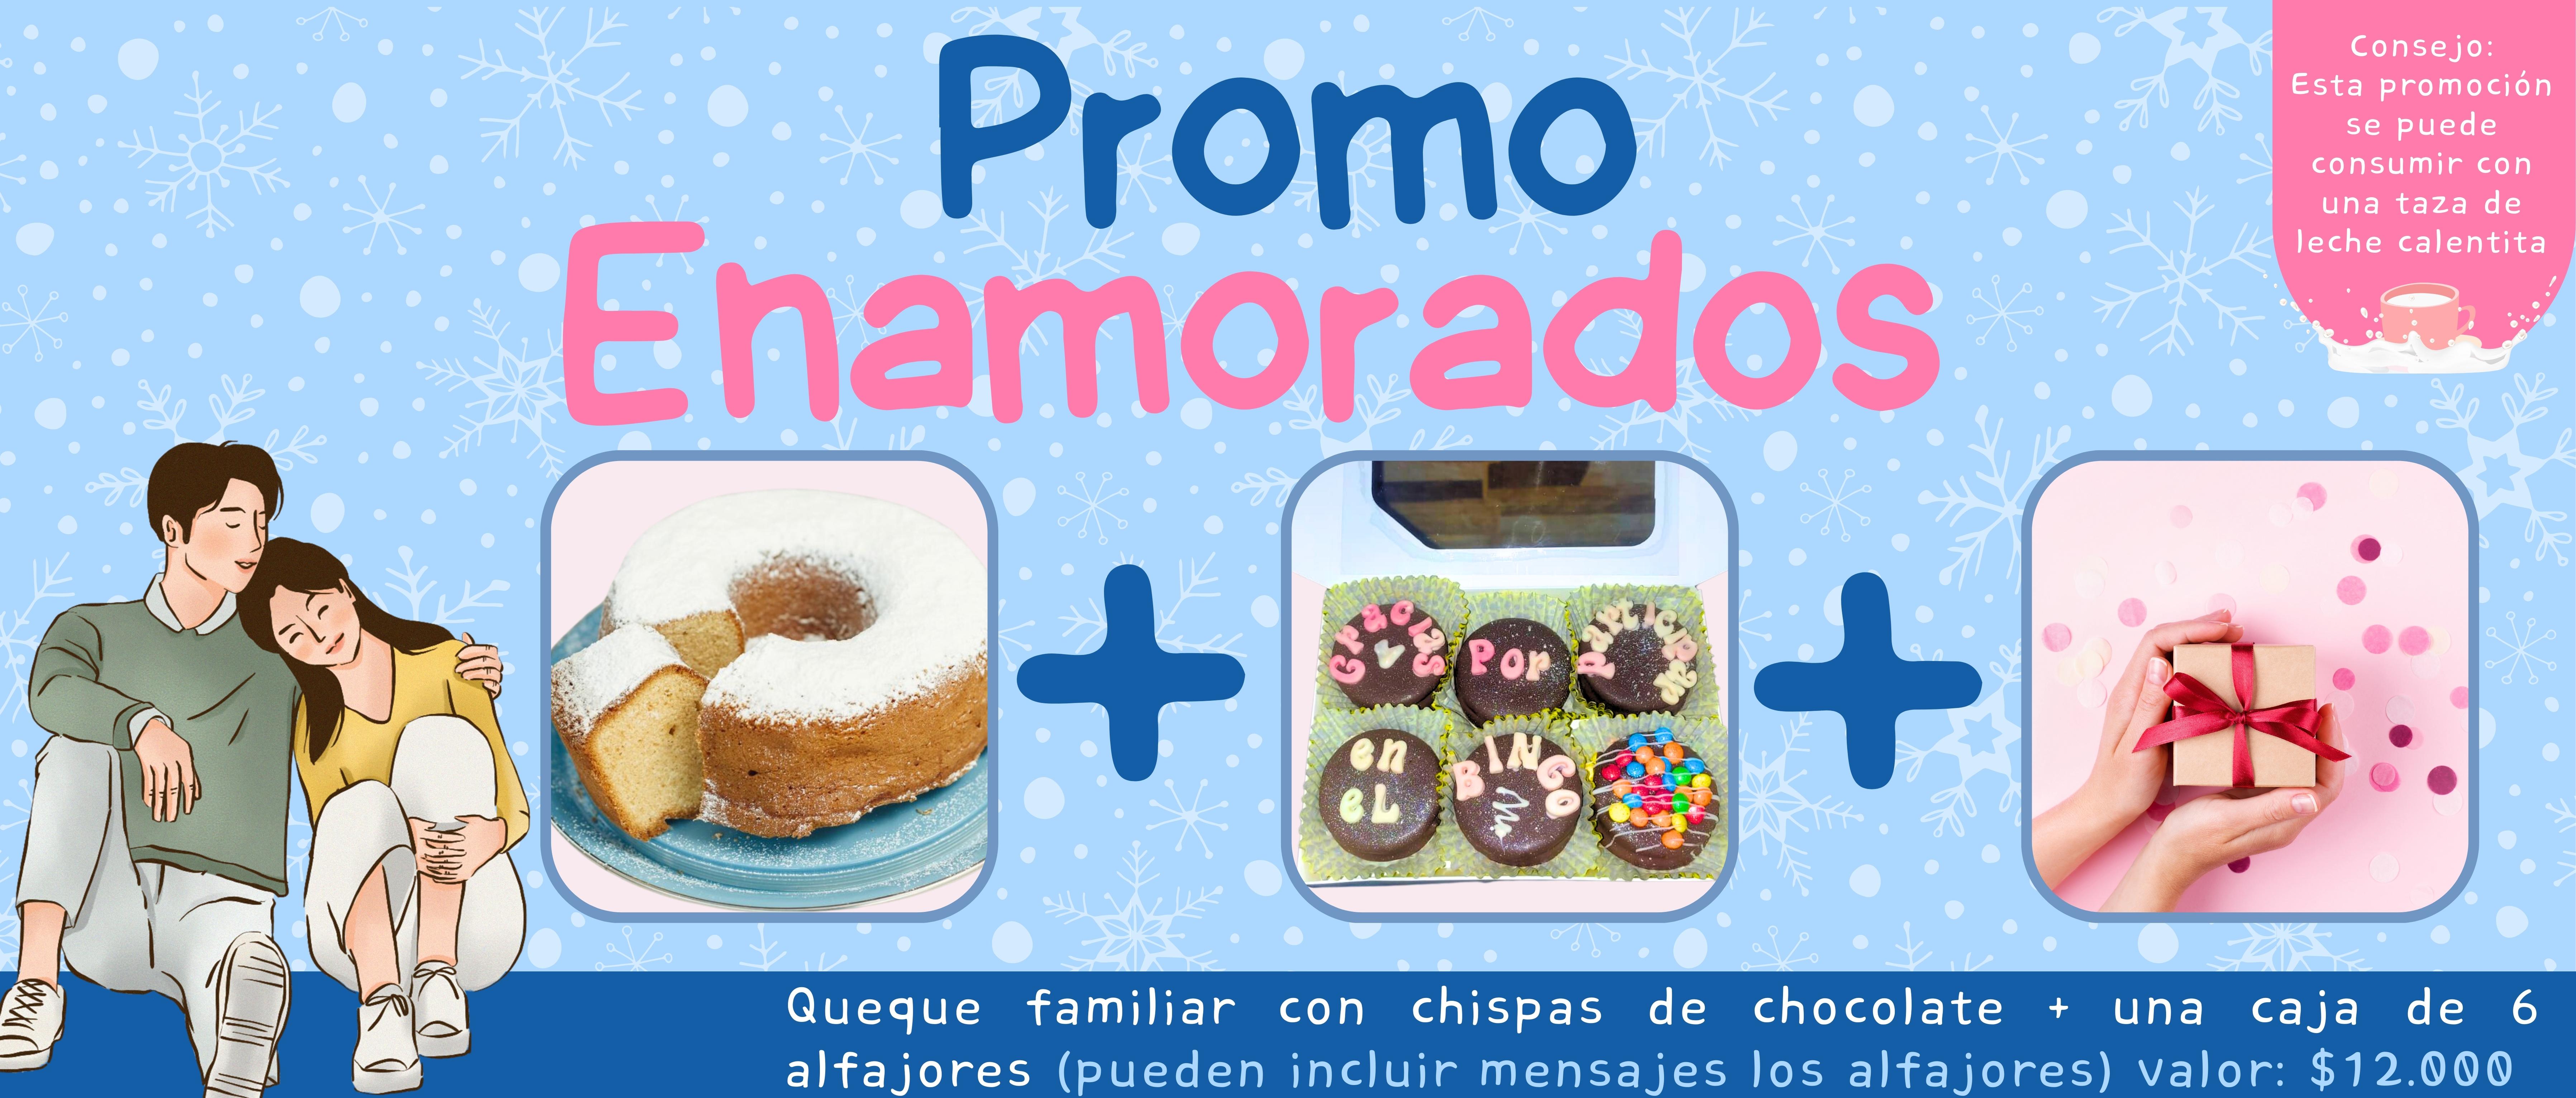 Promo
Enamorados
Consejo:
Esta promoción
se puede
consumir con
una taza de
leche calentita
Gracias
Por
participar
en
el
BINGO
Queque familiar con chispas de chocolate + una caja de 6
alfajores (pueden incluir mensajes los alfajores) valor: $12.000